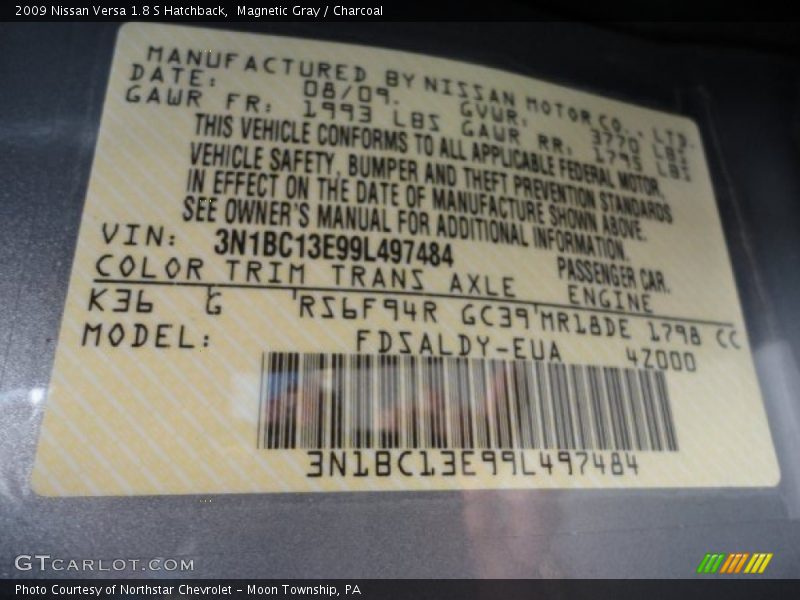 2009 Nissan Versa 1.8 S Hatchback,  Magnetic Gray / Charcoal
MANUFACTURED BY NISSAN MOTOR CO., LTD.
DATE: 08/09. GVWR: 3770 LBS
GAWR FR: 1993 LBS GAWR RR: 1795 LBS
THIS VEHICLE CONFORMS TO ALL APPLICABLE FEDERAL MOTOR
VEHICLE SAFETY, BUMPER AND THEFT PREVENTION STANDARDS
IN EFFECT ON THE DATE OF MANUFACTURE SHOWN ABOVE.
SEE OWNER'S MANUAL FOR ADDITIONAL INFORMATION.
VIN: 3N1BC13E99L497484 PASSENGER CAR.
COLOR TRIM TRANS AXLE ENGINE
K36 G RS6F94R GC39 MR18DE 1798 CC
MODEL: FDSALDY-EUA 4Z000
3N1BC13E99L497484
GTCARLOT.COM
Photo Courtesy of Northstar Chevrolet - Moon Township, PA